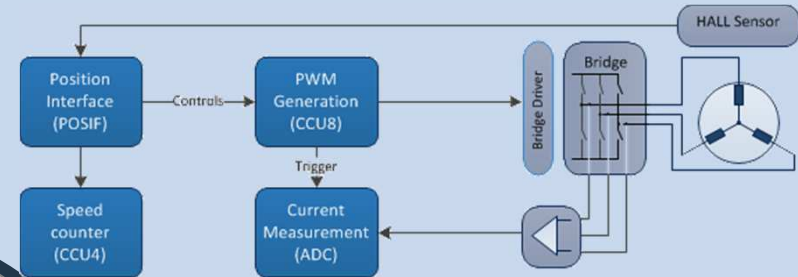 HALL Sensor
Position
Interface
(POSIF)
Controls
PWM
Generation
(CCU8)
Bridge Driver
Bridge
Trigger
Speed
counter
(CCU4)
Current
Measurement
(ADC)